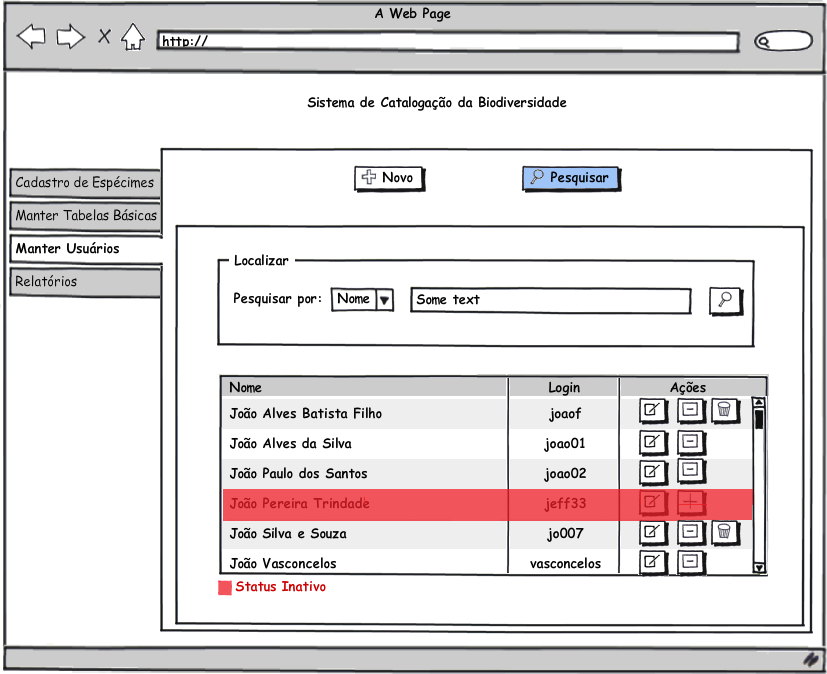 A Web Page
http://
Sistema de Catalogação da Biodiversidade
Novo
Pesquisar
Cadastro de Espécimes
Manter Tabelas Básicas
Manter Usuários
Relatórios
Localizar
Pesquisar por: Nome Some text
Nome Login Ações
João Alves Batista Filho joaof
João Alves da Silva joao01
João Paulo dos Santos joao02
João Pereira Trindade jeff33
João Silva e Souza jo007
João Vasconcelos vasconcelos
Status Inativo